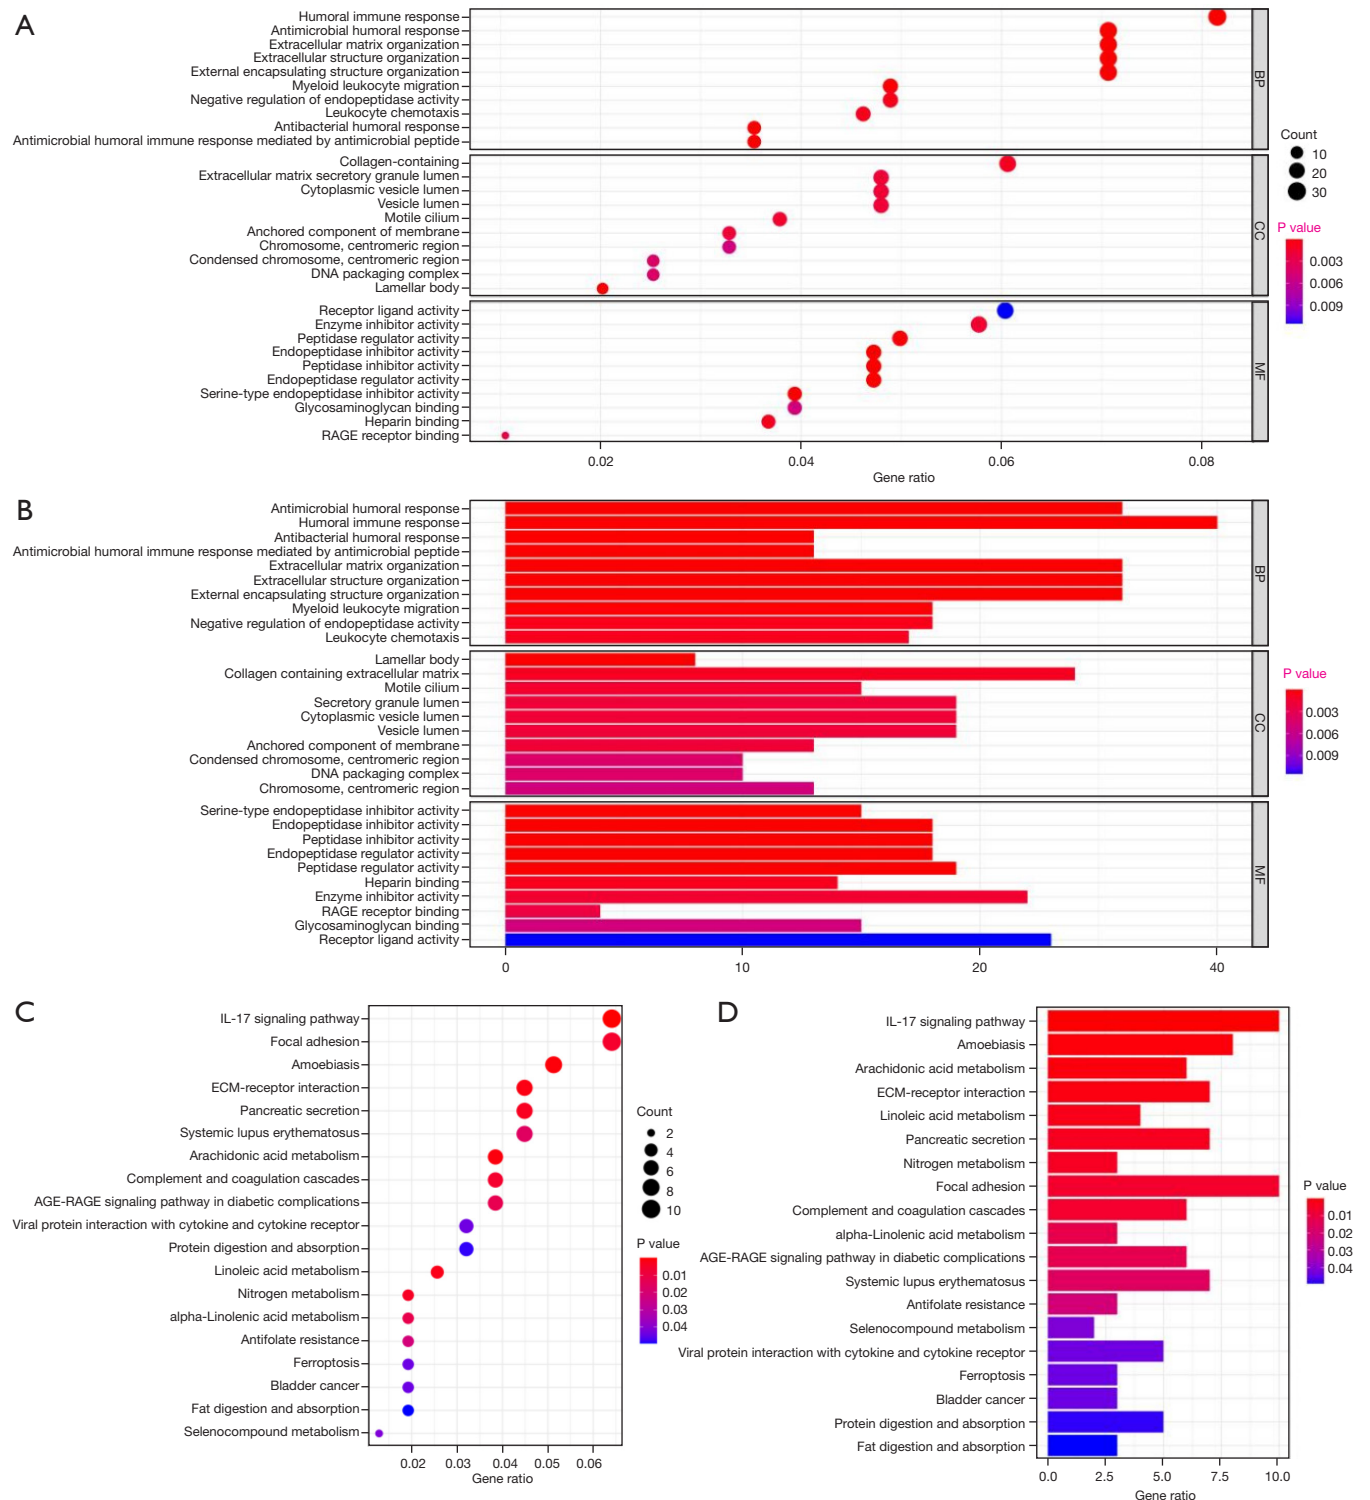 A
Humoral immune response
Antimicrobial humoral response
Extracellular matrix organization
Extracellular structure organization
External encapsulating structure organization
Myeloid leukocyte migration
Negative regulation of endopeptidase activity
Leukocyte chemotaxis
Antibacterial humoral response
Antimicrobial humoral immune response mediated by antimicrobial peptide
BP
Collagen-containing
Extracellular matrix secretory granule lumen
Cytoplasmic vesicle lumen
Vesicle lumen
Motile cilium
Anchored component of membrane
Chromosome, centromeric region
Condensed chromosome, centromeric region
DNA packaging complex
Lamellar body
CC
Receptor ligand activity
Enzyme inhibitor activity
Peptidase regulator activity
Endopeptidase inhibitor activity
Peptidase inhibitor activity
Endopeptidase regulator activity
Serine-type endopeptidase inhibitor activity
Glycosaminoglycan binding
Heparin binding
RAGE receptor binding
MF
0.02 0.04 0.06 0.08
Gene ratio
Count
10
20
30
P value
0.003
0.006
0.009
B
Antimicrobial humoral response
Humoral immune response
Antibacterial humoral response
Antimicrobial humoral immune response mediated by antimicrobial peptide
Extracellular matrix organization
Extracellular structure organization
External encapsulating structure organization
Myeloid leukocyte migration
Negative regulation of endopeptidase activity
Leukocyte chemotaxis
BP
Lamellar body
Collagen containing extracellular matrix
Motile cilium
Secretory granule lumen
Cytoplasmic vesicle lumen
Vesicle lumen
Anchored component of membrane
Condensed chromosome, centromeric region
DNA packaging complex
Chromosome, centromeric region
CC
Serine-type endopeptidase inhibitor activity
Endopeptidase inhibitor activity
Peptidase inhibitor activity
Endopeptidase regulator activity
Peptidase regulator activity
Heparin binding
Enzyme inhibitor activity
RAGE receptor binding
Glycosaminoglycan binding
Receptor ligand activity
MF
0 10 20 40
P value
0.003
0.006
0.009
C
IL-17 signaling pathway
Focal adhesion
Amoebiasis
ECM-receptor interaction
Pancreatic secretion
Systemic lupus erythematosus
Arachidonic acid metabolism
Complement and coagulation cascades
AGE-RAGE signaling pathway in diabetic complications
Viral protein interaction with cytokine and cytokine receptor
Protein digestion and absorption
Linoleic acid metabolism
Nitrogen metabolism
alpha-Linolenic acid metabolism
Antifolate resistance
Ferroptosis
Bladder cancer
Fat digestion and absorption
Selenocompound metabolism
0.02 0.03 0.04 0.05 0.06
Gene ratio
Count
2
4
6
8
10
P value
0.01
0.02
0.03
0.04
D
IL-17 signaling pathway
Amoebiasis
Arachidonic acid metabolism
ECM-receptor interaction
Linoleic acid metabolism
Pancreatic secretion
Nitrogen metabolism
Focal adhesion
Complement and coagulation cascades
alpha-Linolenic acid metabolism
AGE-RAGE signaling pathway in diabetic complications
Systemic lupus erythematosus
Antifolate resistance
Selenocompound metabolism
Viral protein interaction with cytokine and cytokine receptor
Ferroptosis
Bladder cancer
Protein digestion and absorption
Fat digestion and absorption
0.0 2.5 5.0 7.5 10.0
Gene ratio
P value
0.01
0.02
0.03
0.04